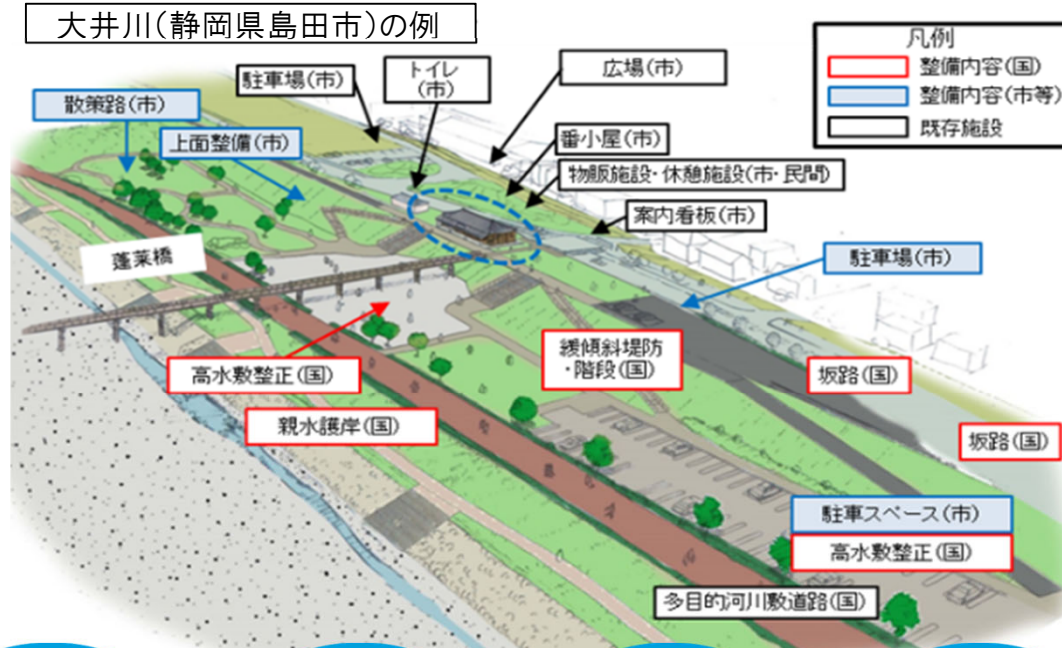 大井川(静岡県島田市)の例
凡例
整備内容(国)
整備内容(市等)
既存施設
駐車場(市)
トイレ
(市)
広場(市)
散策路(市)
上面整備(市)
番小屋(市)
物販施設・休憩施設(市・民間)
案内看板(市)
蓬莱橋
駐車場(市)
高水敷整正(国)
緩傾斜堤防
・階段(国)
坂路(国)
親水護岸(国)
坂路(国)
駐車スペース(市)
高水敷整正(国)
多目的河川敷道路(国)